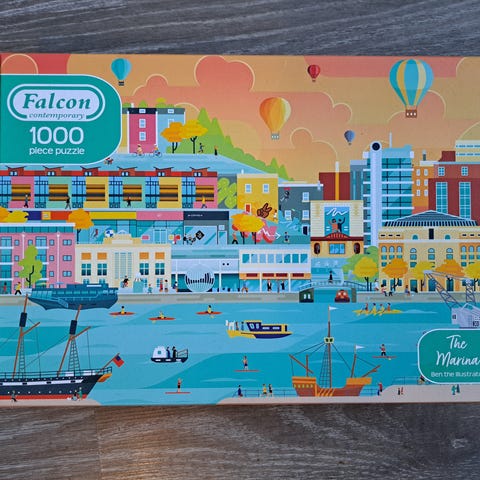 Falcon
contemporary
1000
piece puzzle
The
Marina
Ben the Illustrat